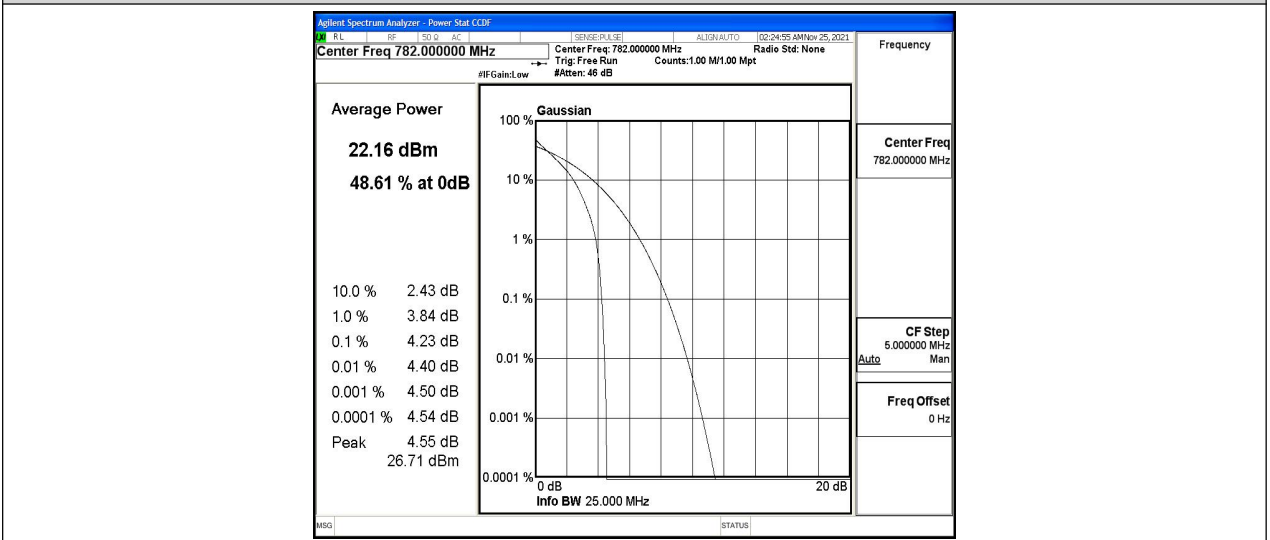 Agilent Spectrum Analyzer - Power Stat CCDF
LXI RL RF 50 Ω AC SENSE:PULSE ALIGN AUTO 02:24:55 AM Nov 25, 2021
Center Freq 782.000000 MHz
Center Freq: 782.000000 MHz Radio Std: None
Trig: Free Run Counts:1.00 M/1.00 Mpt
#IFGain:Low #Atten: 46 dB
Average Power
22.16 dBm
48.61 % at 0dB
10.0 % 2.43 dB
1.0 % 3.84 dB
0.1 % 4.23 dB
0.01 % 4.40 dB
0.001 % 4.50 dB
0.0001 % 4.54 dB
Peak 4.55 dB
26.71 dBm
Gaussian
100 %
10 %
1 %
0.1 %
0.01 %
0.001 %
0.0001 %
0 dB 20 dB
Info BW 25.000 MHz
Frequency
Center Freq
782.000000 MHz
CF Step
5.000000 MHz
Auto Man
Freq Offset
0 Hz
MSG STATUS